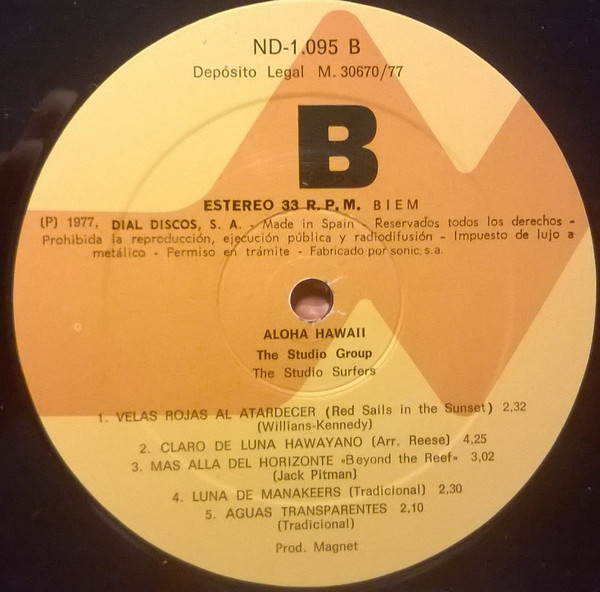 ND-1.095 B
Depósito Legal M. 30670/77
B
ESTEREO 33 R.P.M. BIEM
(P) 1977, DIAL DISCOS, S. A. - Made in Spain - Reservados todos los derechos -
Prohibida la reproducción, ejecución pública y radiodifusión - Impuesto de lujo a
metálico - Permiso en trámite - Fabricado por sonic, s.a.
ALOHA HAWAII
The Studio Group
The Studio Surfers
1. VELAS ROJAS AL ATARDECER (Red Sails in the Sunset) 2,32
(Willians-Kennedy)
2. CLARO DE LUNA HAWAYANO (Arr. Reese) 4,25
3. MAS ALLA DEL HORIZONTE «Beyond the Reef» 3,02
(Jack Pitman)
4. LUNA DE MANAKEERS (Tradicional) 2,30
5. AGUAS TRANSPARENTES 2,10
(Tradicional)
Prod. Magnet